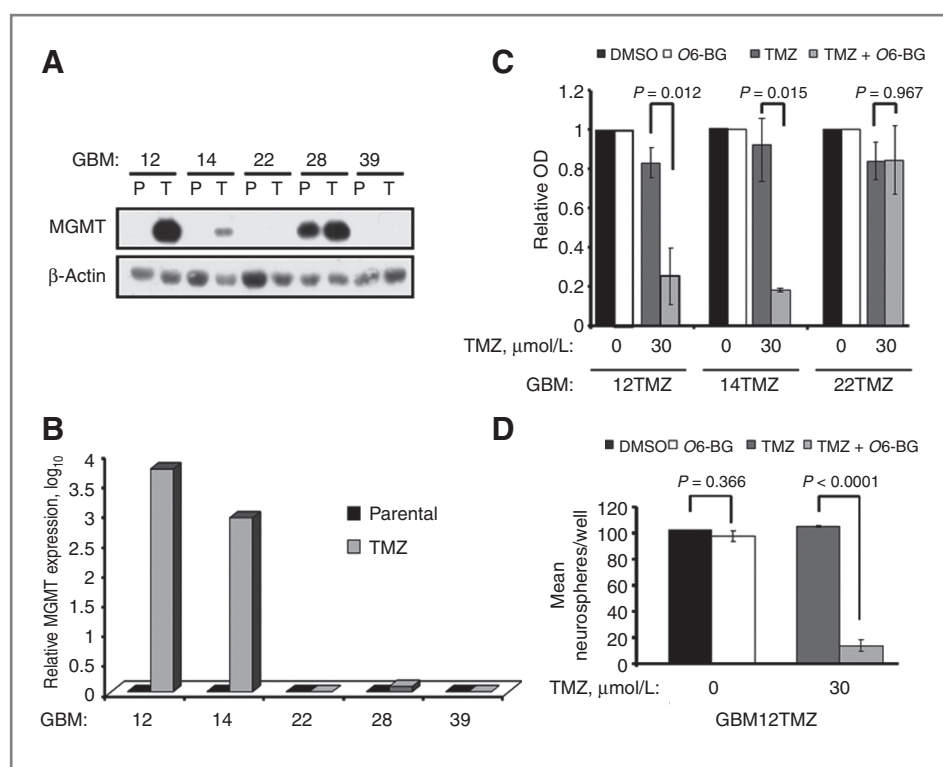 A
GBM: 12 14 22 28 39
P T P T P T P T P T
MGMT
β-Actin
B
Relative MGMT expression, log10
4
3.5
3
2.5
2
1.5
1
0.5
0
Parental
TMZ
GBM: 12 14 22 28 39
C
DMSO O6-BG TMZ TMZ + O6-BG
P = 0.012 P = 0.015 P = 0.967
Relative OD
1.2
1
0.8
0.6
0.4
0.2
0
TMZ, μmol/L: 0 30 0 30 0 30
GBM: 12TMZ 14TMZ 22TMZ
D
DMSO O6-BG TMZ TMZ + O6-BG
P = 0.366 P < 0.0001
Mean
neurospheres/well
120
100
80
60
40
20
0
TMZ, μmol/L: 0 30
GBM12TMZ